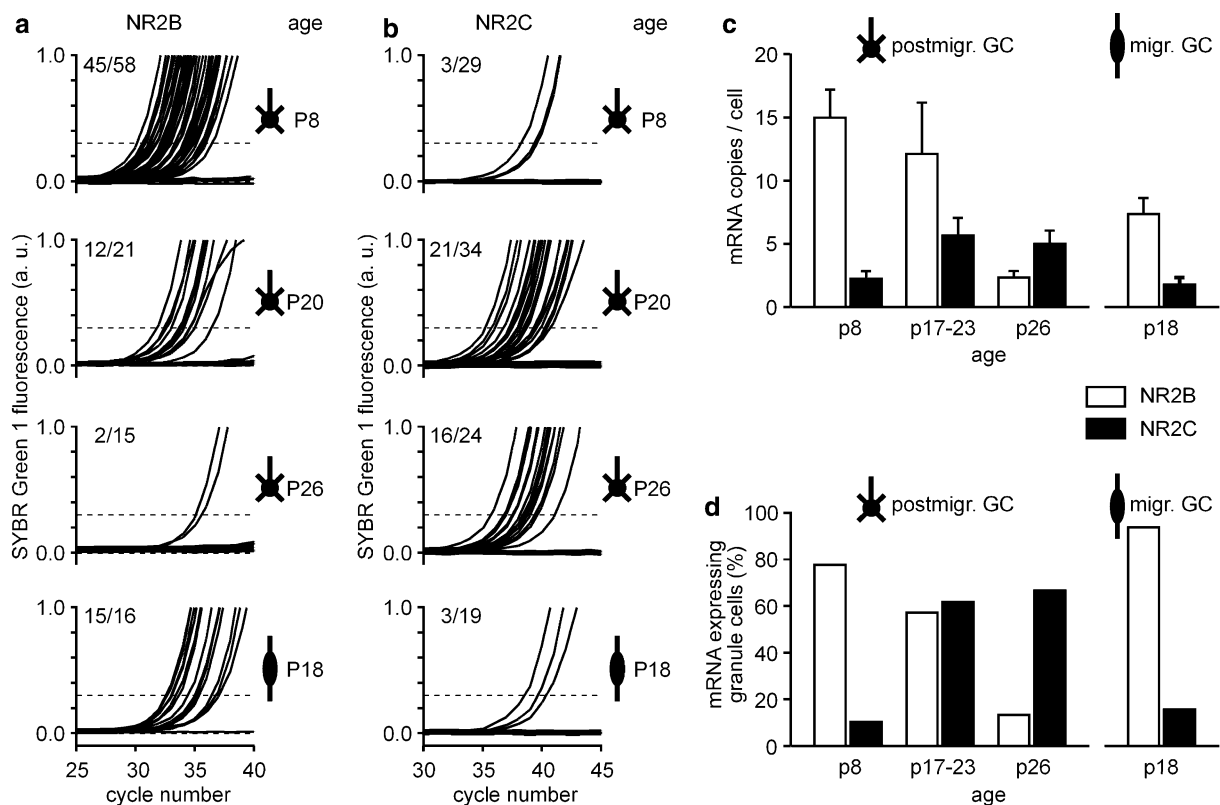 a
NR2B
age
SYBR Green 1 fluorescence (a. u.)
1.0
45/58
0.0
P8
1.0
12/21
0.0
P20
1.0
2/15
0.0
P26
1.0
15/16
0.0
P18
25 30 35 40
cycle number
b
NR2C
age
SYBR Green 1 fluorescence (a. u.)
1.0
3/29
0.0
P8
1.0
21/34
0.0
P20
1.0
16/24
0.0
P26
1.0
3/19
0.0
P18
30 35 40 45
cycle number
c
postmigr. GC
migr. GC
mRNA copies / cell
20
15
10
5
0
p8 p17-23 p26 p18
age
NR2B
NR2C
d
postmigr. GC
migr. GC
mRNA expressing
granule cells (%)
100
80
60
40
20
0
p8 p17-23 p26 p18
age